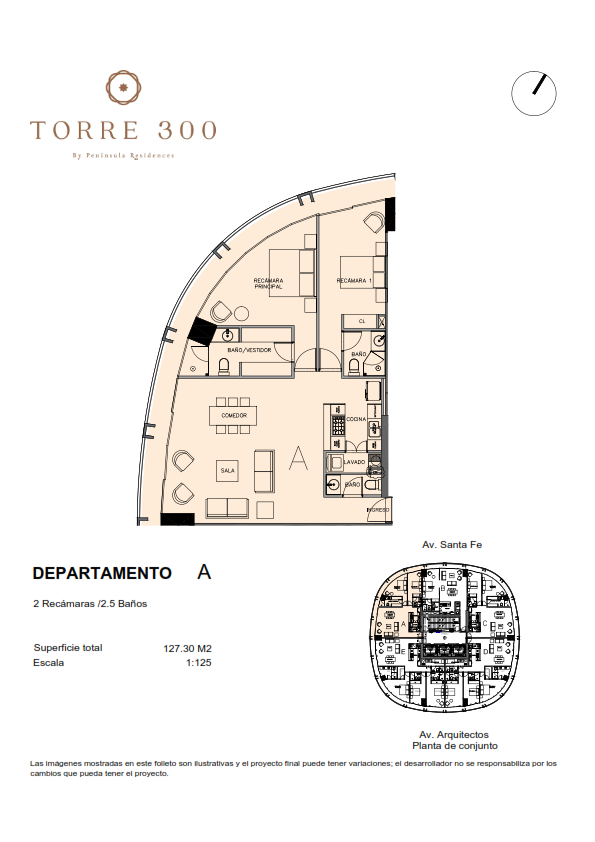 TORRE 300
By Península Residences
RECÁMARA
PRINCIPAL
RECÁMARA 1
CL
BAÑO/VESTIDOR
BAÑO
COMEDOR
COCINA
A
SALA
LAVADO
BAÑO
INGRESO
Av. Santa Fe
DEPARTAMENTO A
2 Recámaras /2.5 Baños
Superficie total 127.30 M2
Escala 1:125
A
C
E
D
Av. Arquitectos
Planta de conjunto
Las imágenes mostradas en este folleto son ilustrativas y el proyecto final puede tener variaciones; el desarrollador no se responsabiliza por los
cambios que pueda tener el proyecto.